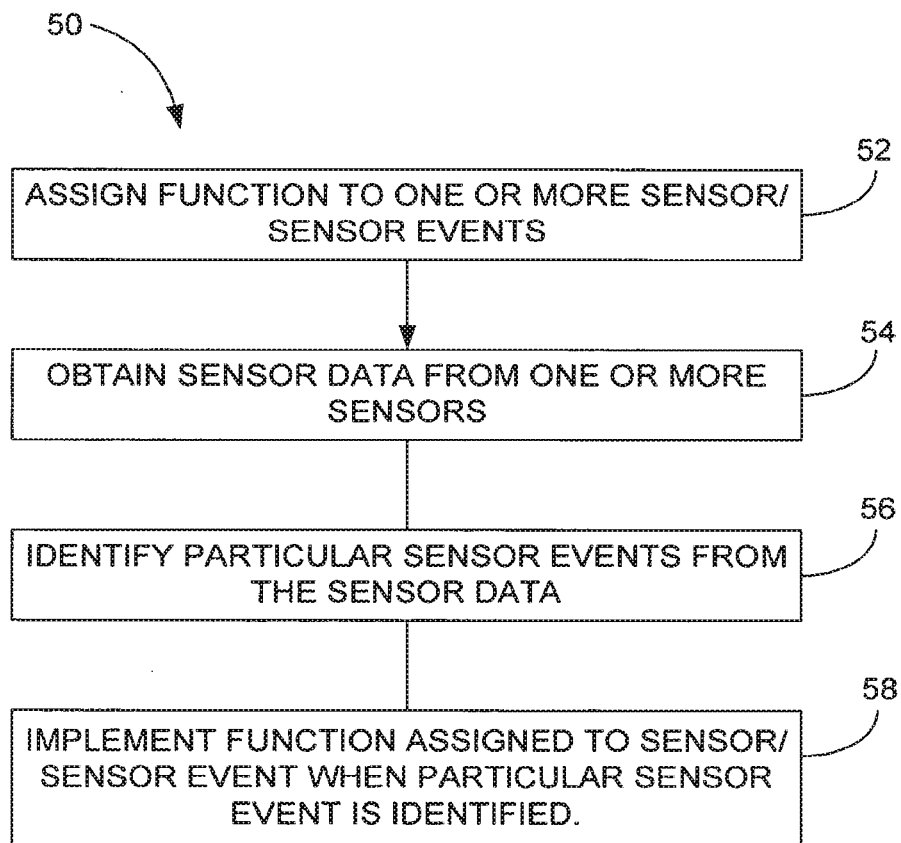 50
52
ASSIGN FUNCTION TO ONE OR MORE SENSOR/
SENSOR EVENTS
54
OBTAIN SENSOR DATA FROM ONE OR MORE
SENSORS
56
IDENTIFY PARTICULAR SENSOR EVENTS FROM
THE SENSOR DATA
58
IMPLEMENT FUNCTION ASSIGNED TO SENSOR/
SENSOR EVENT WHEN PARTICULAR SENSOR
EVENT IS IDENTIFIED.